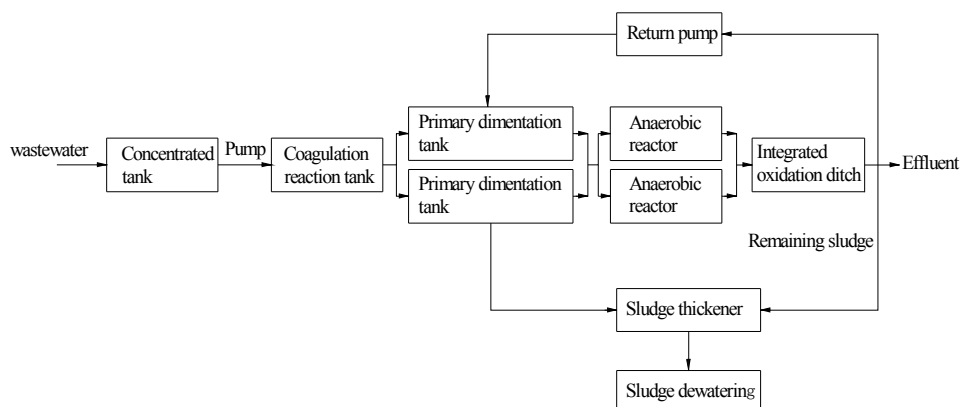 Return pump
Primary dimentation
tank
Anaerobic
reactor
wastewater
Concentrated
tank
Pump
Coagulation
reaction tank
Integrated
oxidation ditch
Effluent
Primary dimentation
tank
Anaerobic
reactor
Remaining sludge
Sludge thickener
Sludge dewatering